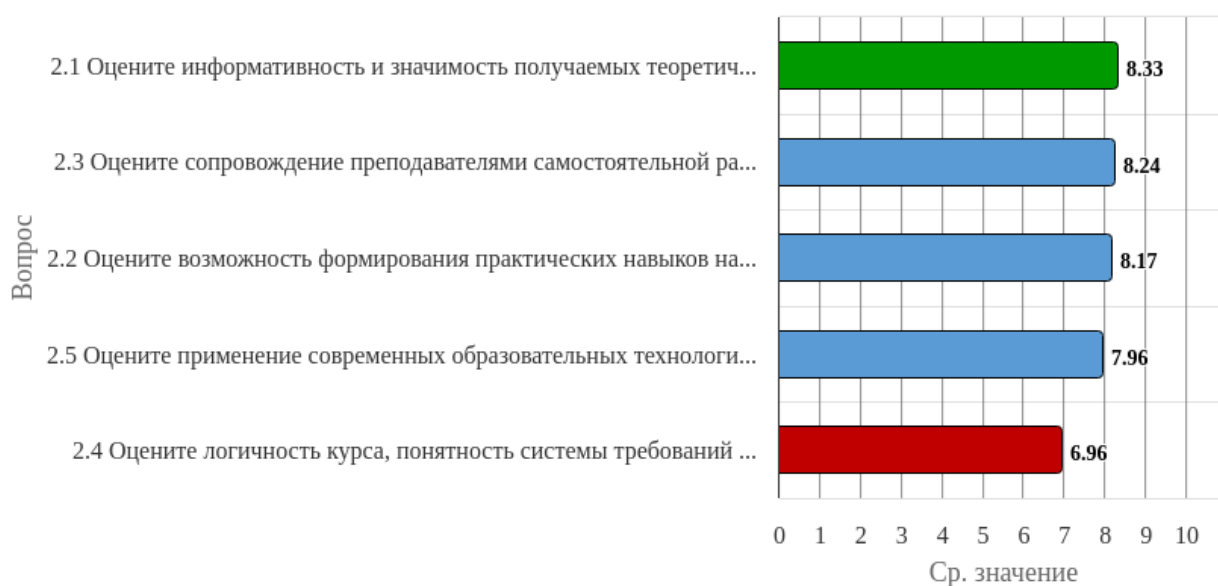 2.1 Оцените информативность и значимость получаемых теоретич...
8.33
2.3 Оцените сопровождение преподавателями самостоятельной ра...
8.24
Вопрос
2.2 Оцените возможность формирования практических навыков на...
8.17
2.5 Оцените применение современных образовательных технологи...
7.96
2.4 Оцените логичность курса, понятность системы требований ...
6.96
0 1 2 3 4 5 6 7 8 9 10
Ср. значение